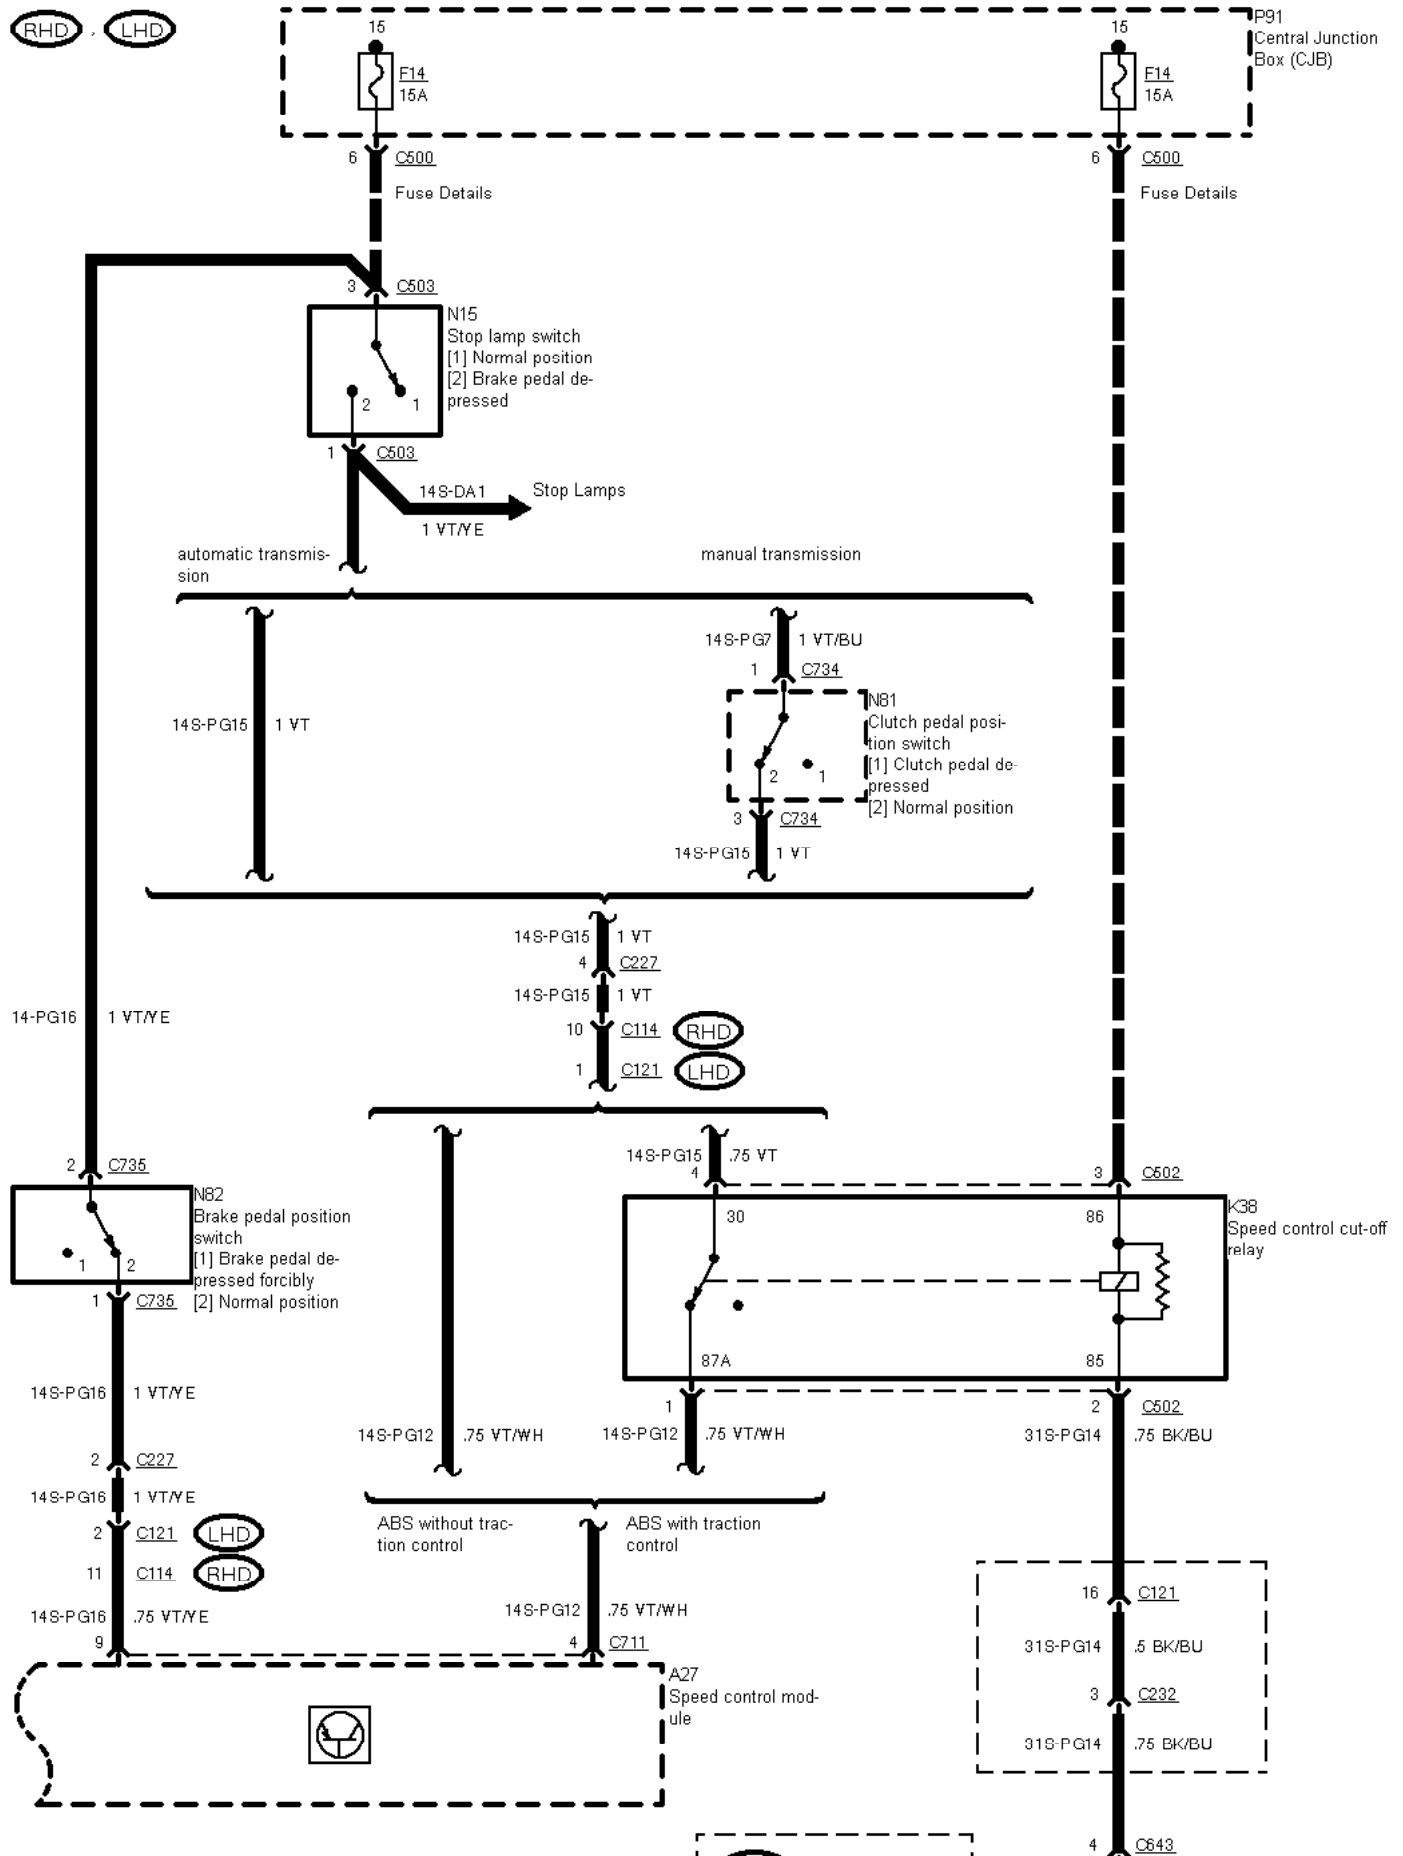 RHD , LHD
15
F14
15A
15
F14
15A
P91
Central Junction
Box (CJB)
6 C500
Fuse Details
6 C500
Fuse Details
3 C503
N15
Stop lamp switch
[1] Normal position
[2] Brake pedal de-
pressed
2 1
1 C503
14S-DA1
1 VT/YE
Stop Lamps
automatic transmis-
sion
manual transmission
14S-PG7 1 VT/BU
1 C734
N81
Clutch pedal posi-
tion switch
[1] Clutch pedal de-
pressed
[2] Normal position
2 1
14S-PG15 1 VT
3 C734
14S-PG15 1 VT
14S-PG15 1 VT
4 C227
14S-PG15 1 VT
10 C114 RHD
1 C121 LHD
14-PG16 1 VT/YE
2 C735
N82
Brake pedal position
switch
[1] Brake pedal de-
pressed forcibly
[2] Normal position
1 2
1 C735
14S-PG15 .75 VT
4
3 C502
30
86
K38
Speed control cut-off
relay
87A
85
1
2 C502
14S-PG16 1 VT/YE
14S-PG12 .75 VT/WH
14S-PG12 .75 VT/WH
31S-PG14 .75 BK/BU
2 C227
14S-PG16 1 VT/YE
2 C121 LHD
11 C114 RHD
ABS without trac-
tion control
ABS with traction
control
14S-PG16 .75 VT/YE
9
14S-PG12 .75 VT/WH
4 C711
16 C121
31S-PG14 .5 BK/BU
3 C232
31S-PG14 .75 BK/BU
A27
Speed control mod-
ule
4 C643